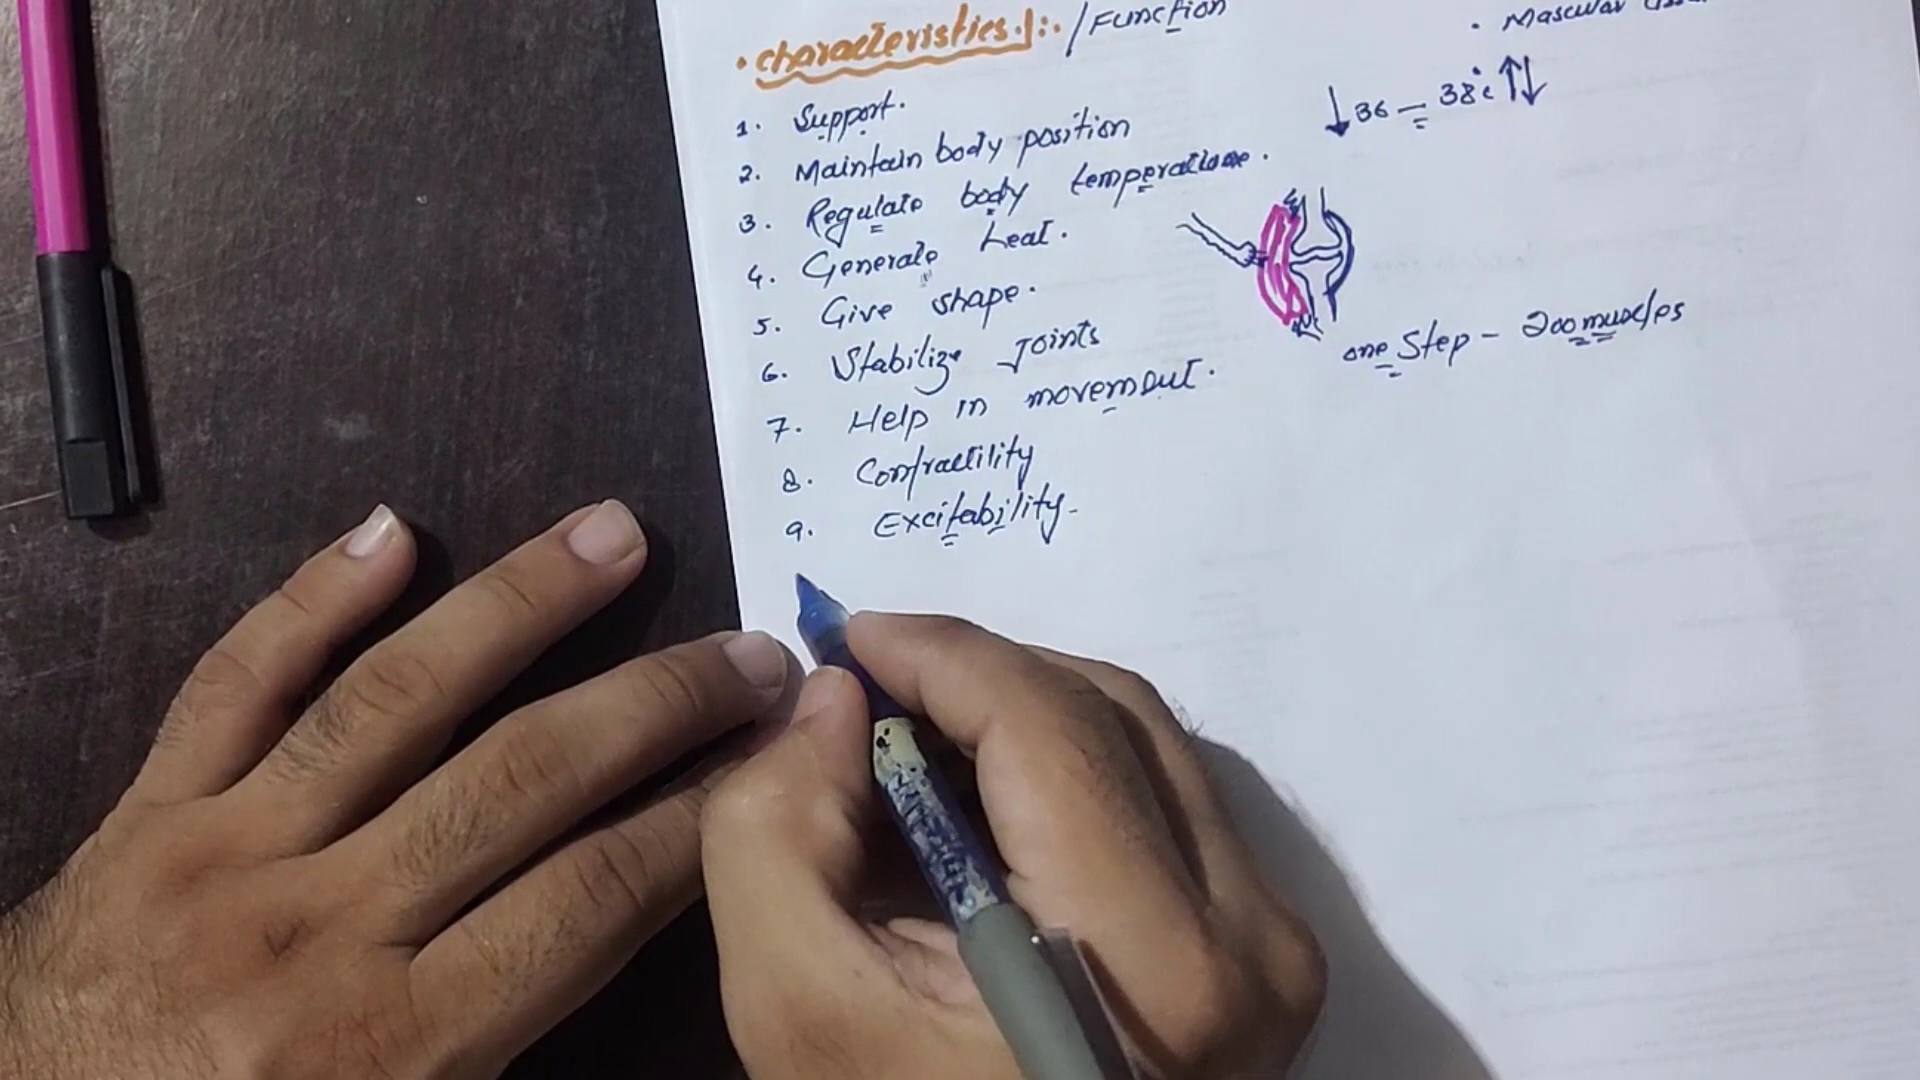 • characteristics.]:. / Function
• Mascular
↓ 36 – 38°c ↑↓
1. Support.
2. Maintain body position
3. Regulate body temperature.
4. Generate heat.
5. Give shape.
6. Stabilize Joints
one Step - 200 muscles
7. Help in movement.
8. Contractility
9. Excitability-